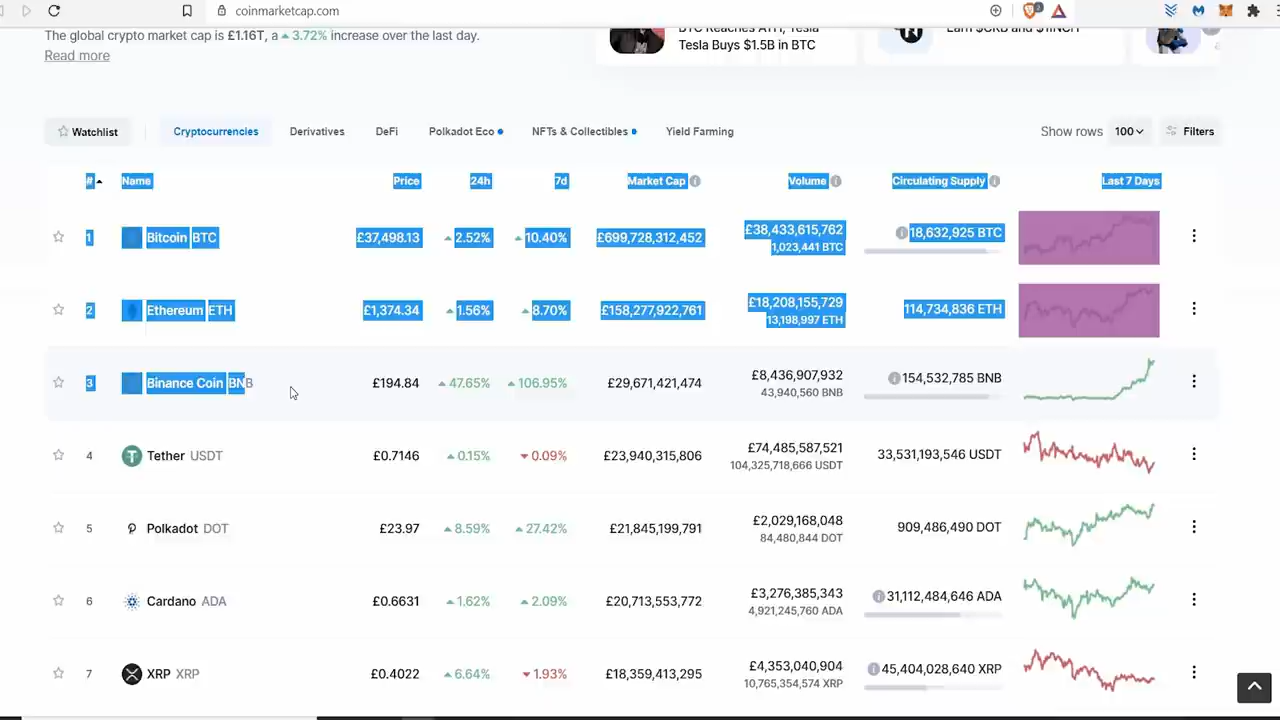 coinmarketcap.com
The global crypto market cap is £1.16T, a 3.72% increase over the last day.
Read more
BTC Reaches ATH, Tesla
Tesla Buys $1.5B in BTC
Earn $CRB and $1INCH
Watchlist Cryptocurrencies Derivatives DeFi Polkadot Eco NFTs & Collectibles Yield Farming Show rows 100 Filters
# Name Price 24h 7d Market Cap Volume Circulating Supply Last 7 Days
1 Bitcoin BTC £37,498.13 2.52% 10.40% £699,728,312,452 £38,433,615,762 18,632,925 BTC
1,023,441 BTC
2 Ethereum ETH £1,374.34 1.56% 8.70% £158,277,922,761 £18,208,155,729 114,734,836 ETH
13,198,997 ETH
3 Binance Coin BNB £194.84 47.65% 106.95% £29,671,421,474 £8,436,907,932 154,532,785 BNB
43,940,560 BNB
4 Tether USDT £0.7146 0.15% 0.09% £23,940,315,806 £74,485,587,521 33,531,193,546 USDT
104,325,718,666 USDT
5 Polkadot DOT £23.97 8.59% 27.42% £21,845,199,791 £2,029,168,048 909,486,490 DOT
84,480,844 DOT
6 Cardano ADA £0.6631 1.62% 2.09% £20,713,553,772 £3,276,385,343 31,112,484,646 ADA
4,921,245,760 ADA
7 XRP XRP £0.4022 6.64% 1.93% £18,359,413,295 £4,353,040,904 45,404,028,640 XRP
10,765,354,574 XRP